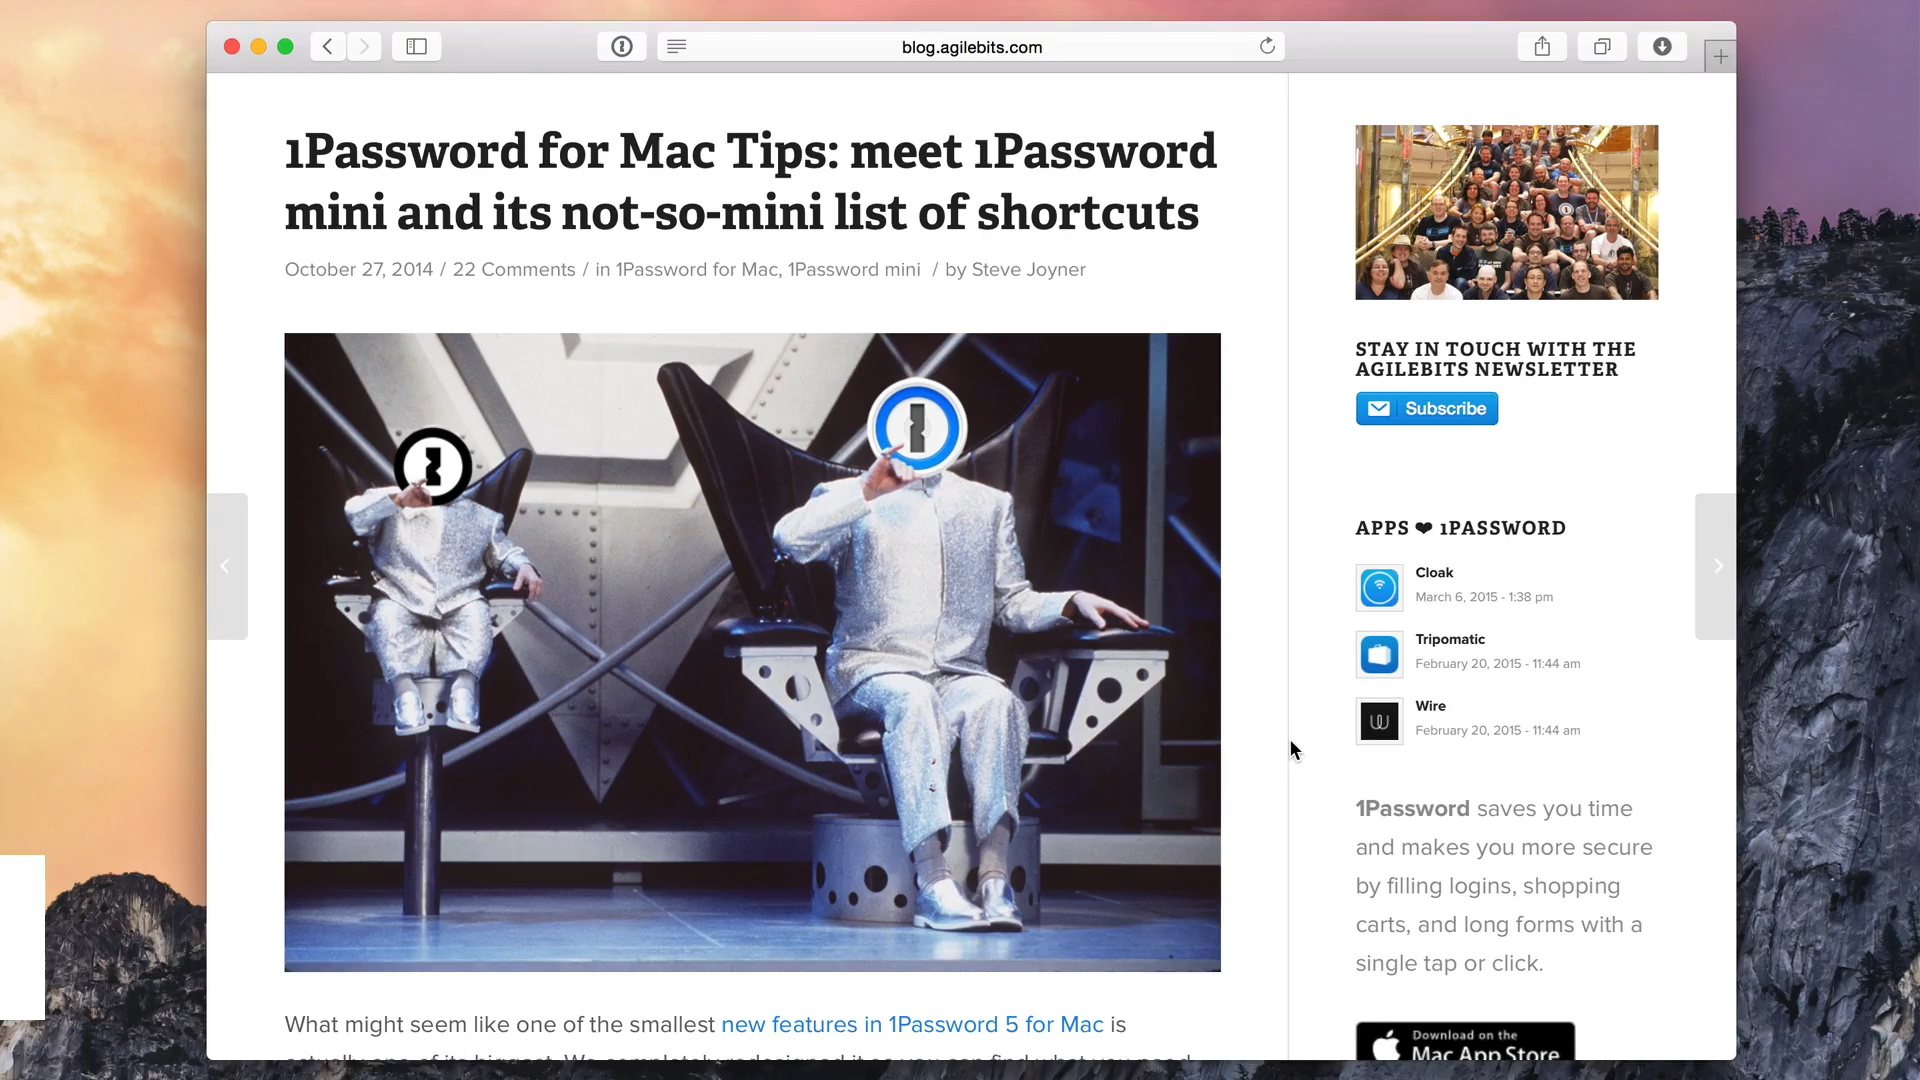 blog.agilebits.com
1Password for Mac Tips: meet 1Password
mini and its not-so-mini list of shortcuts
October 27, 2014 / 22 Comments / in 1Password for Mac, 1Password mini / by Steve Joyner
What might seem like one of the smallest new features in 1Password 5 for Mac is
STAY IN TOUCH WITH THE
AGILEBITS NEWSLETTER
Subscribe
APPS ❤ 1PASSWORD
Cloak
March 6, 2015 - 1:38 pm
Tripomatic
February 20, 2015 - 11:44 am
Wire
February 20, 2015 - 11:44 am
1Password saves you time
and makes you more secure
by filling logins, shopping
carts, and long forms with a
single tap or click.
Download on the
Mac App Store